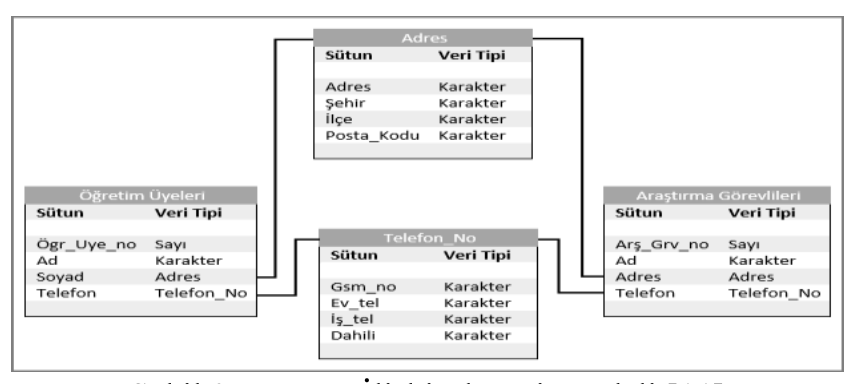 Adres
Sütun Veri Tipi
Adres Karakter
Şehir Karakter
İlçe Karakter
Posta_Kodu Karakter
Öğretim Üyeleri
Sütun Veri Tipi
Ögr_Uye_no Sayı
Ad Karakter
Soyad Adres
Telefon Telefon_No
Telefon_No
Sütun Veri Tipi
Gsm_no Karakter
Ev_tel Karakter
İş_tel Karakter
Dahili Karakter
Araştırma Görevlileri
Sütun Veri Tipi
Arş_Grv_no Sayı
Ad Karakter
Adres Adres
Telefon Telefon_No